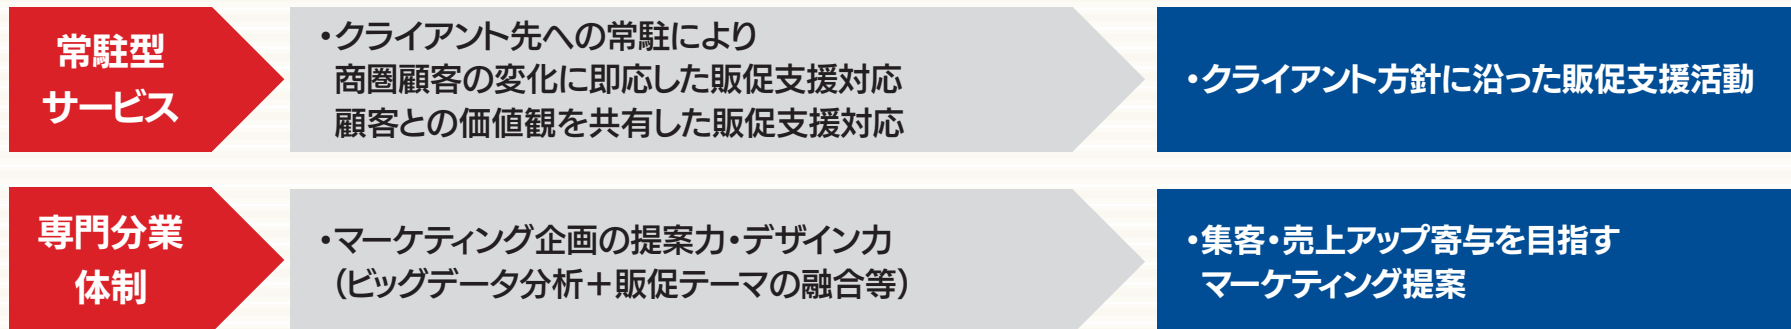 常駐型
サービス
・クライアント先への常駐により
商圏顧客の変化に即応した販促支援対応
顧客との価値観を共有した販促支援対応
・クライアント方針に沿った販促支援活動
専門分業
体制
・マーケティング企画の提案力・デザイン力
（ビッグデータ分析＋販促テーマの融合等）
・集客・売上アップ寄与を目指す
マーケティング提案